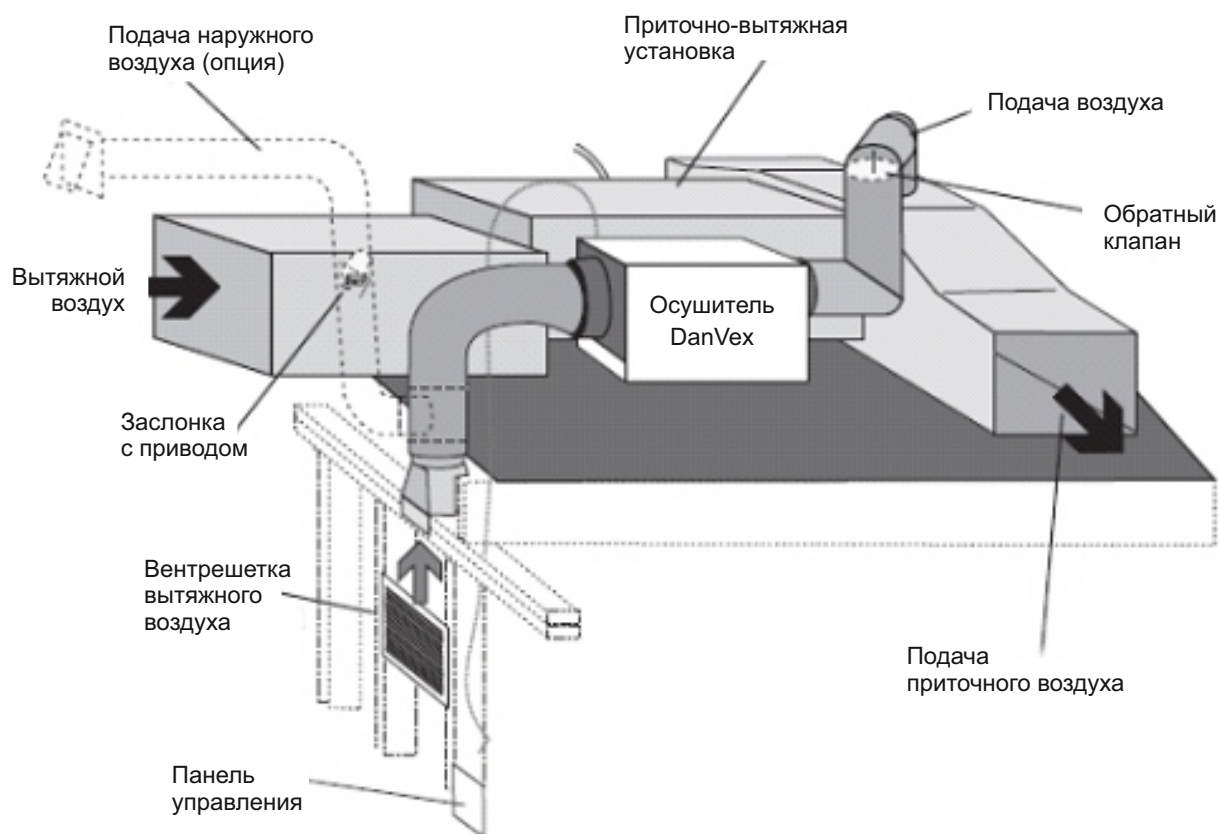 Подача наружного
воздуха (опция)
Приточно-вытяжная
установка
Подача воздуха
Обратный
клапан
Вытяжной
воздух
Осушитель
DanVex
Заслонка
с приводом
Вентрешетка
вытяжного
воздуха
Подача
приточного воздуха
Панель
управления